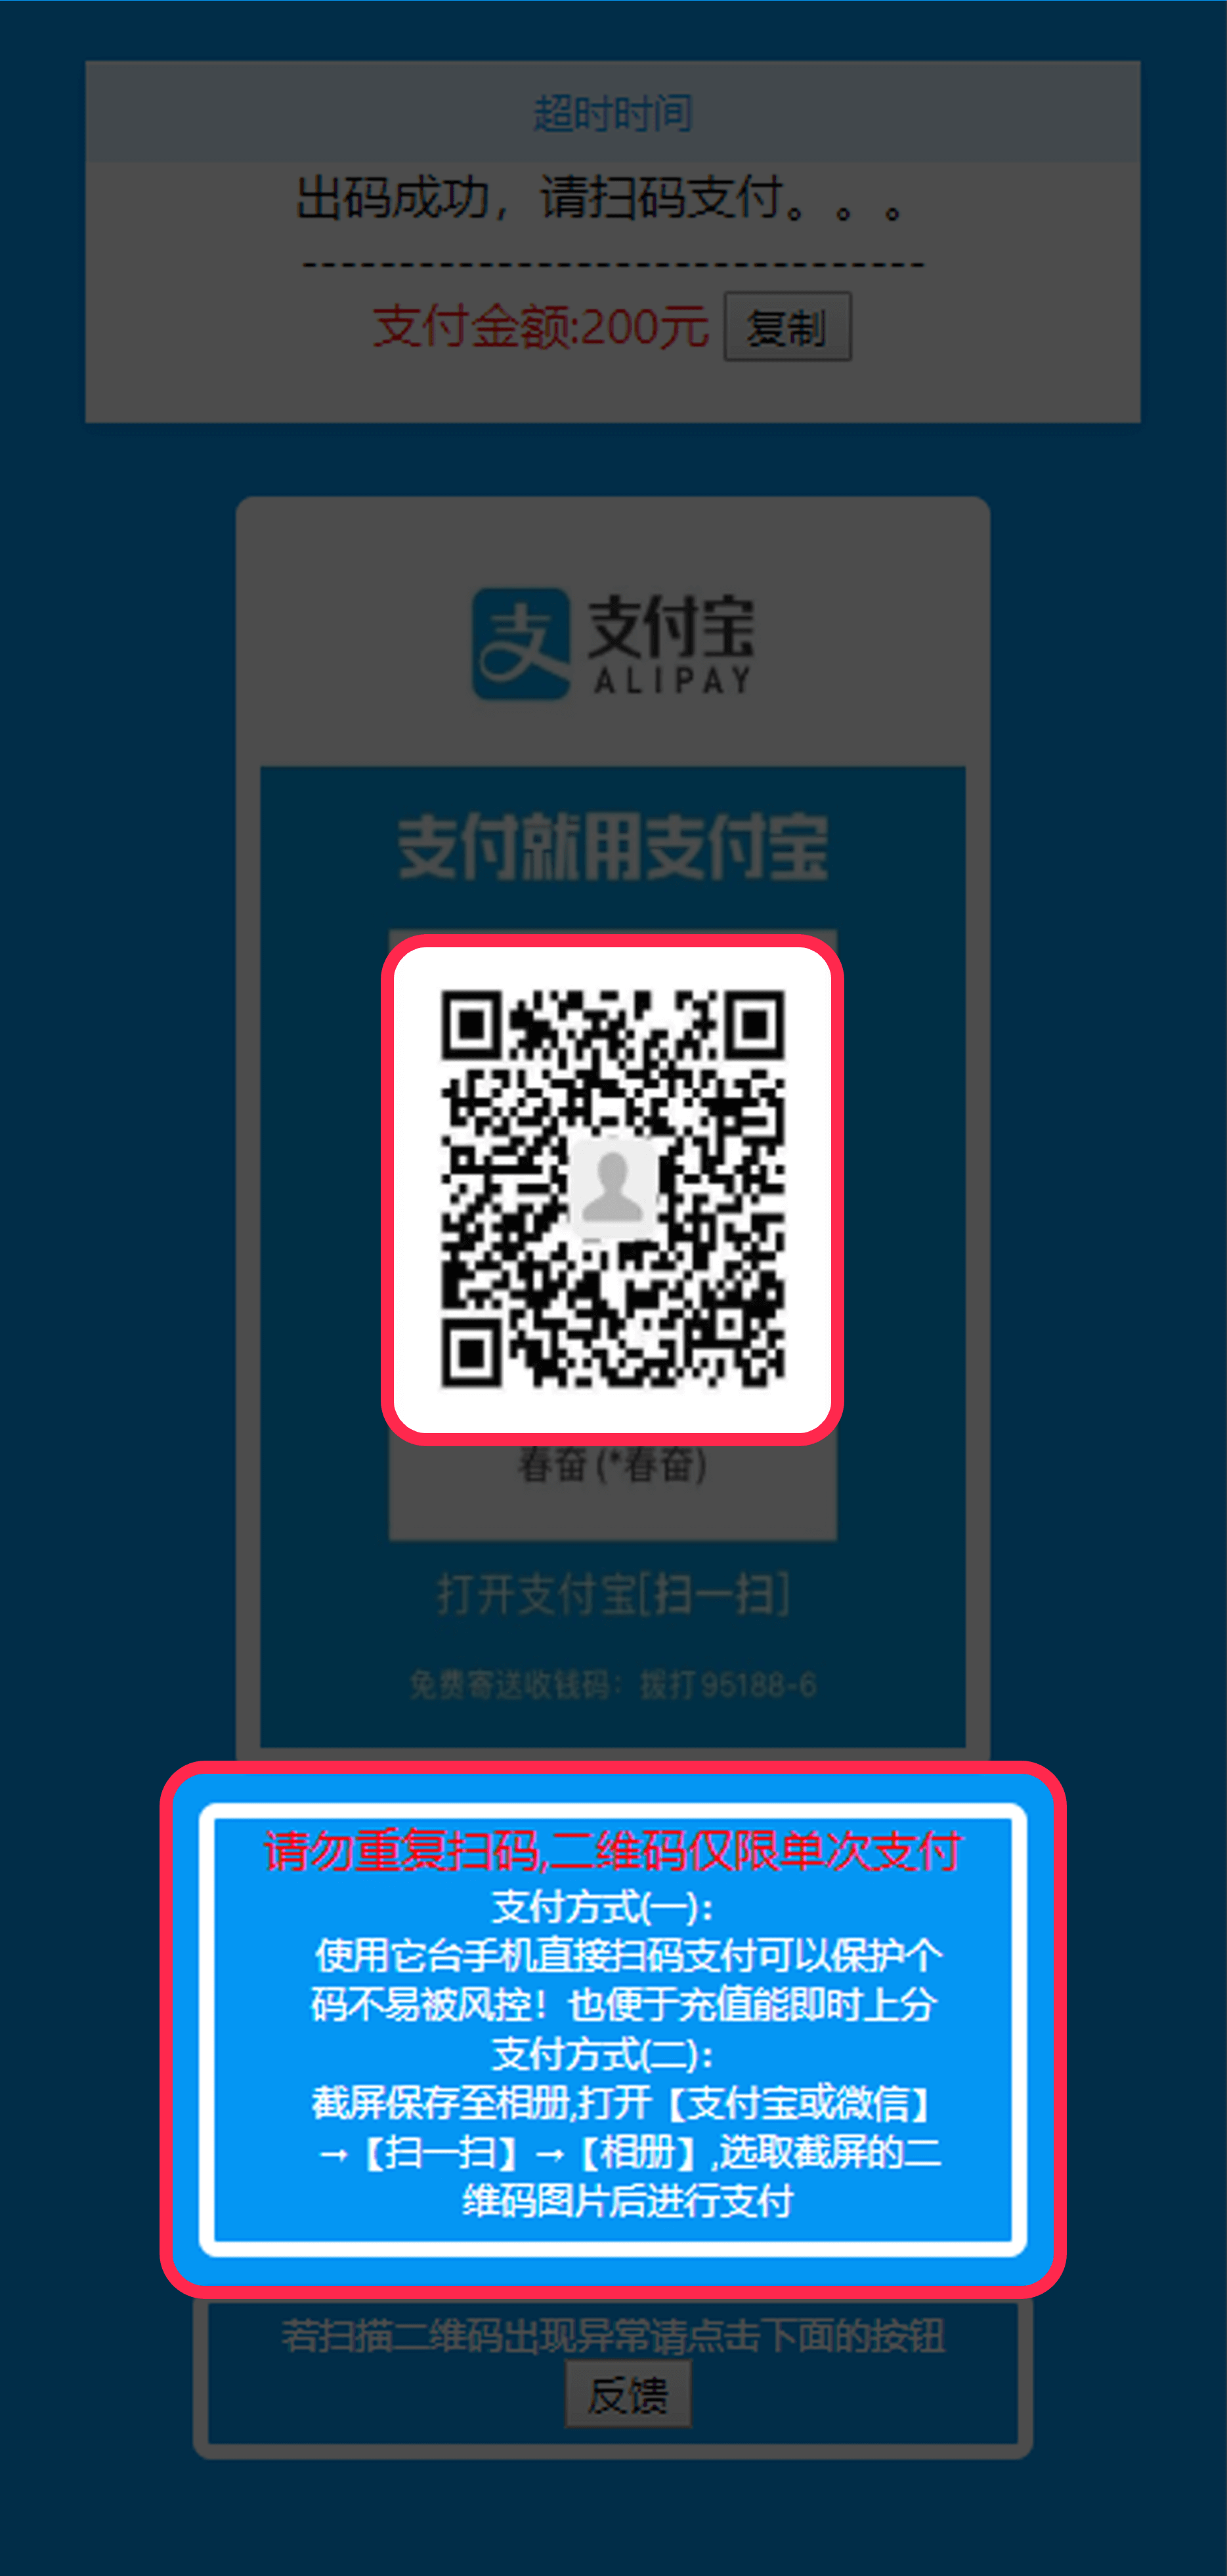 超时时间
出码成功，请扫码支付。。。
---------------------------------
支付金额:200元 复制
支付宝
ALIPAY
支付就用支付宝
春奋 (*春奋)
打开支付宝[扫一扫]
免费寄送收钱码：拨打95188-6
请勿重复扫码,二维码仅限单次支付
支付方式(一)：
使用它台手机直接扫码支付可以保护个
码不易被风控！也便于充值能即时上分
支付方式(二)：
截屏保存至相册,打开【支付宝或微信】
→【扫一扫】→【相册】,选取截屏的二
维码图片后进行支付
若扫描二维码出现异常请点击下面的按钮
反馈